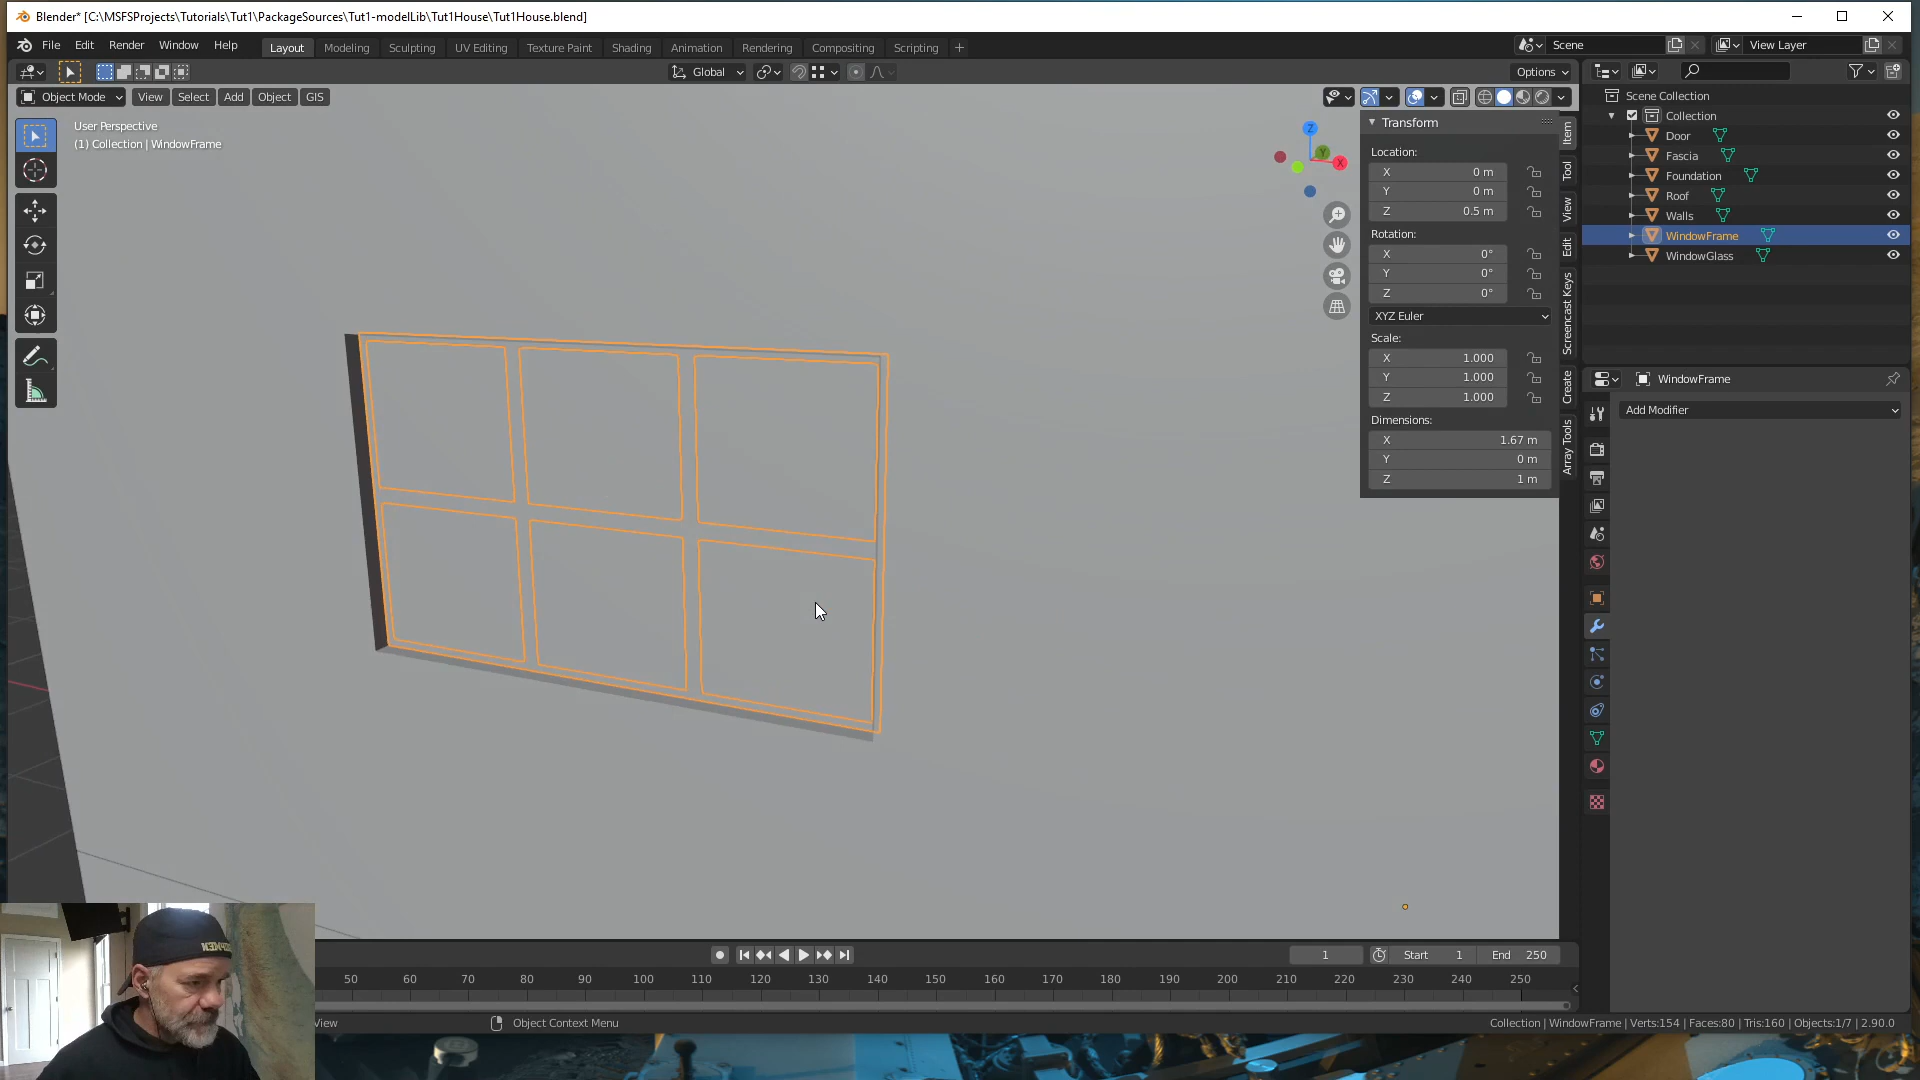 Blender* [C:\MSFSProjects\Tutorials\Tut1\PackageSources\Tut1-modelLib\Tut1House\Tut1House.blend]
File Edit Render Window Help Layout Modeling Sculpting UV Editing Texture Paint Shading Animation Rendering Compositing Scripting + Scene View Layer
Global Options
Object Mode View Select Add Object GIS
User Perspective
(1) Collection | WindowFrame
Z
Y
X
Transform
Location:
X 0 m
Y 0 m
Z 0.5 m
Rotation:
X 0°
Y 0°
Z 0°
XYZ Euler
Scale:
X 1.000
Y 1.000
Z 1.000
Dimensions:
X 1.67 m
Y 0 m
Z 1 m
Item
Tool
View
Edit
Screencast Keys
Create
Array Tools
Scene Collection
Collection
Door
Fascia
Foundation
Roof
Walls
WindowFrame
WindowGlass
WindowFrame
Add Modifier
1 Start 1 End 250
50 60 70 80 90 100 110 120 130 140 150 160 170 180 190 200 210 220 230 240 250
View Object Context Menu
Collection | WindowFrame | Verts:154 | Faces:80 | Tris:160 | Objects:1/7 | 2.90.0